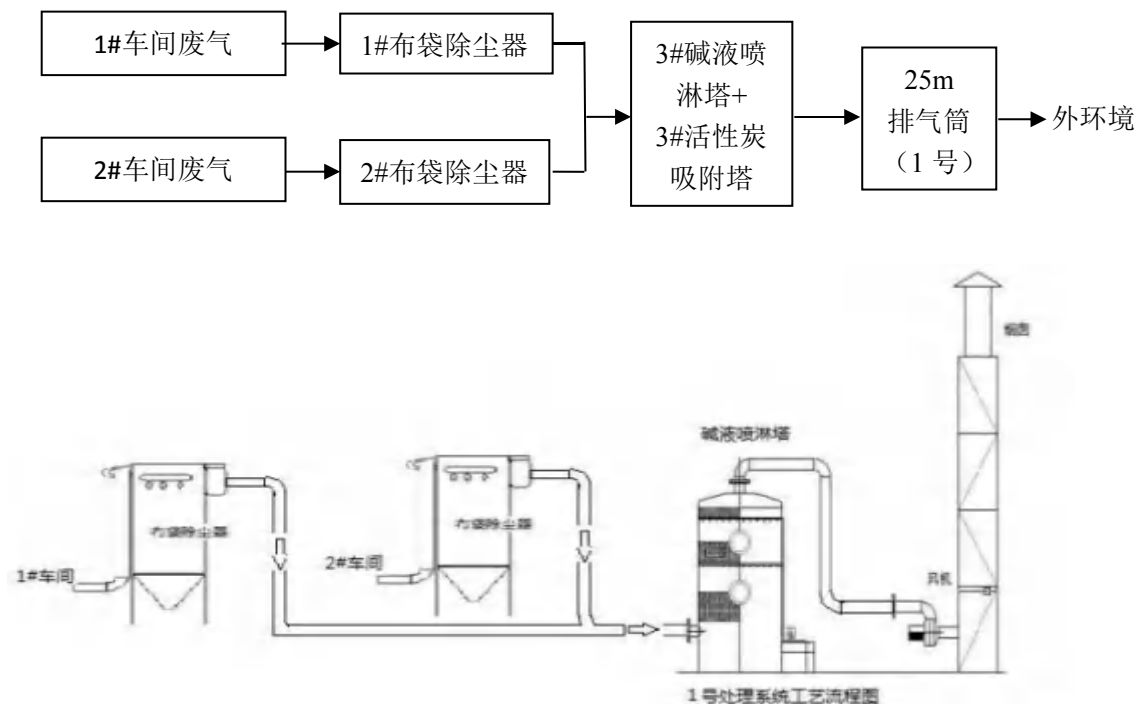 1#车间废气
1#布袋除尘器
2#车间废气
2#布袋除尘器
3#碱液喷
淋塔+
3#活性炭
吸附塔
25m
排气筒
（1号）
外环境
碱液喷淋塔
烟囱
布袋除尘器
布袋除尘器
1#车间
2#车间
风机
1号处理系统工艺流程图